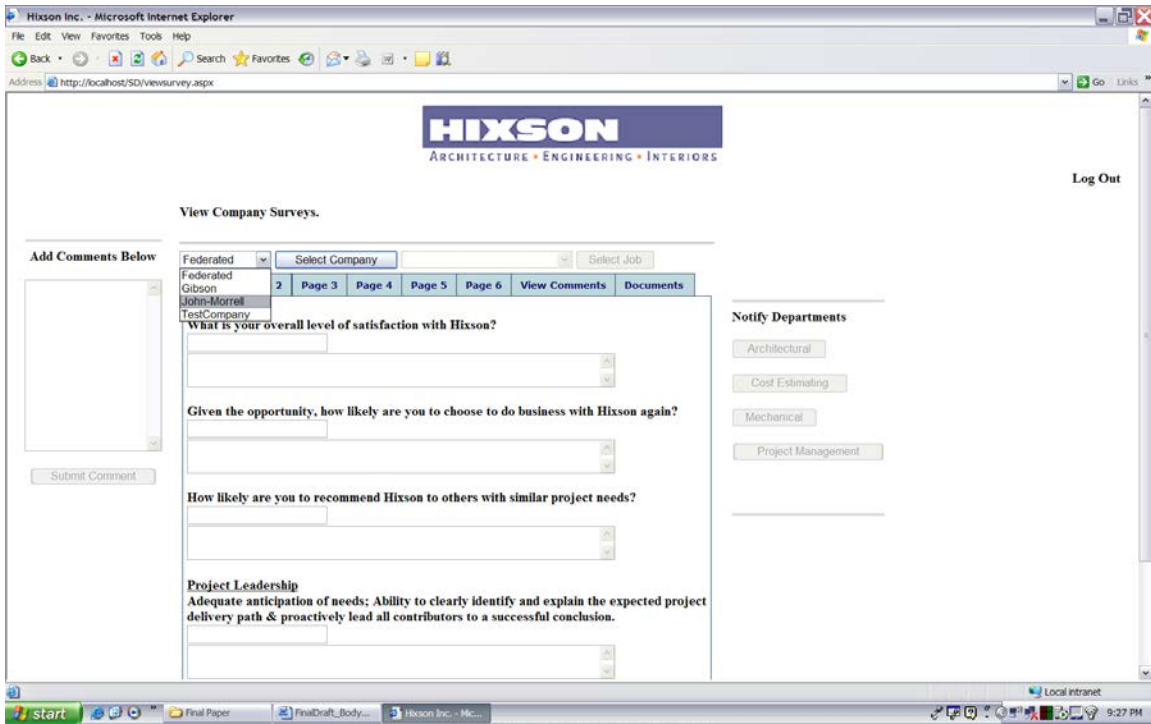 Hixson Inc. - Microsoft Internet Explorer
File Edit View Favorites Tools Help
Back Search Favorites
Address http://localhost/SD/viewsurvey.aspx Go Links
HIXSON
ARCHITECTURE • ENGINEERING • INTERIORS
Log Out
View Company Surveys.
Add Comments Below
Federated Select Company Select Job
Federated
Gibson
John-Morrell
TestCompany
2 Page 3 Page 4 Page 5 Page 6 View Comments Documents
What is your overall level of satisfaction with Hixson?
Given the opportunity, how likely are you to choose to do business with Hixson again?
How likely are you to recommend Hixson to others with similar project needs?
Project Leadership
Adequate anticipation of needs; Ability to clearly identify and explain the expected project
delivery path & proactively lead all contributors to a successful conclusion.
Submit Comment
Notify Departments
Architectural
Cost Estimating
Mechanical
Project Management
Local intranet
start Final Paper FinalDraft_Body... Hixson Inc. - Mic... 9:27 PM